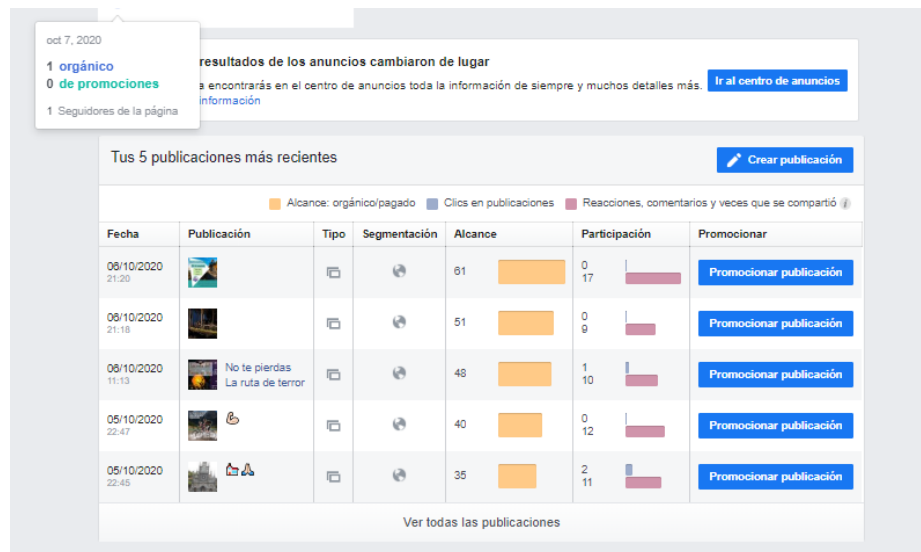 oct 7, 2020
1 orgánico
0 de promociones
1 Seguidores de la página
resultados de los anuncios cambiaron de lugar
a encontrarás en el centro de anuncios toda la información de siempre y muchos detalles más.
información
Ir al centro de anuncios
Tus 5 publicaciones más recientes
Crear publicación
Alcance: orgánico/pagado Clics en publicaciones Reacciones, comentarios y veces que se compartió i
Fecha Publicación Tipo Segmentación Alcance Participación Promocionar
06/10/2020 61 0 Promocionar publicación
21:20 17
06/10/2020 51 0 Promocionar publicación
21:18 9
06/10/2020 No te pierdas 48 1 Promocionar publicación
11:13 La ruta de terror 10
05/10/2020 40 0 Promocionar publicación
22:47 12
05/10/2020 35 2 Promocionar publicación
22:45 11
Ver todas las publicaciones